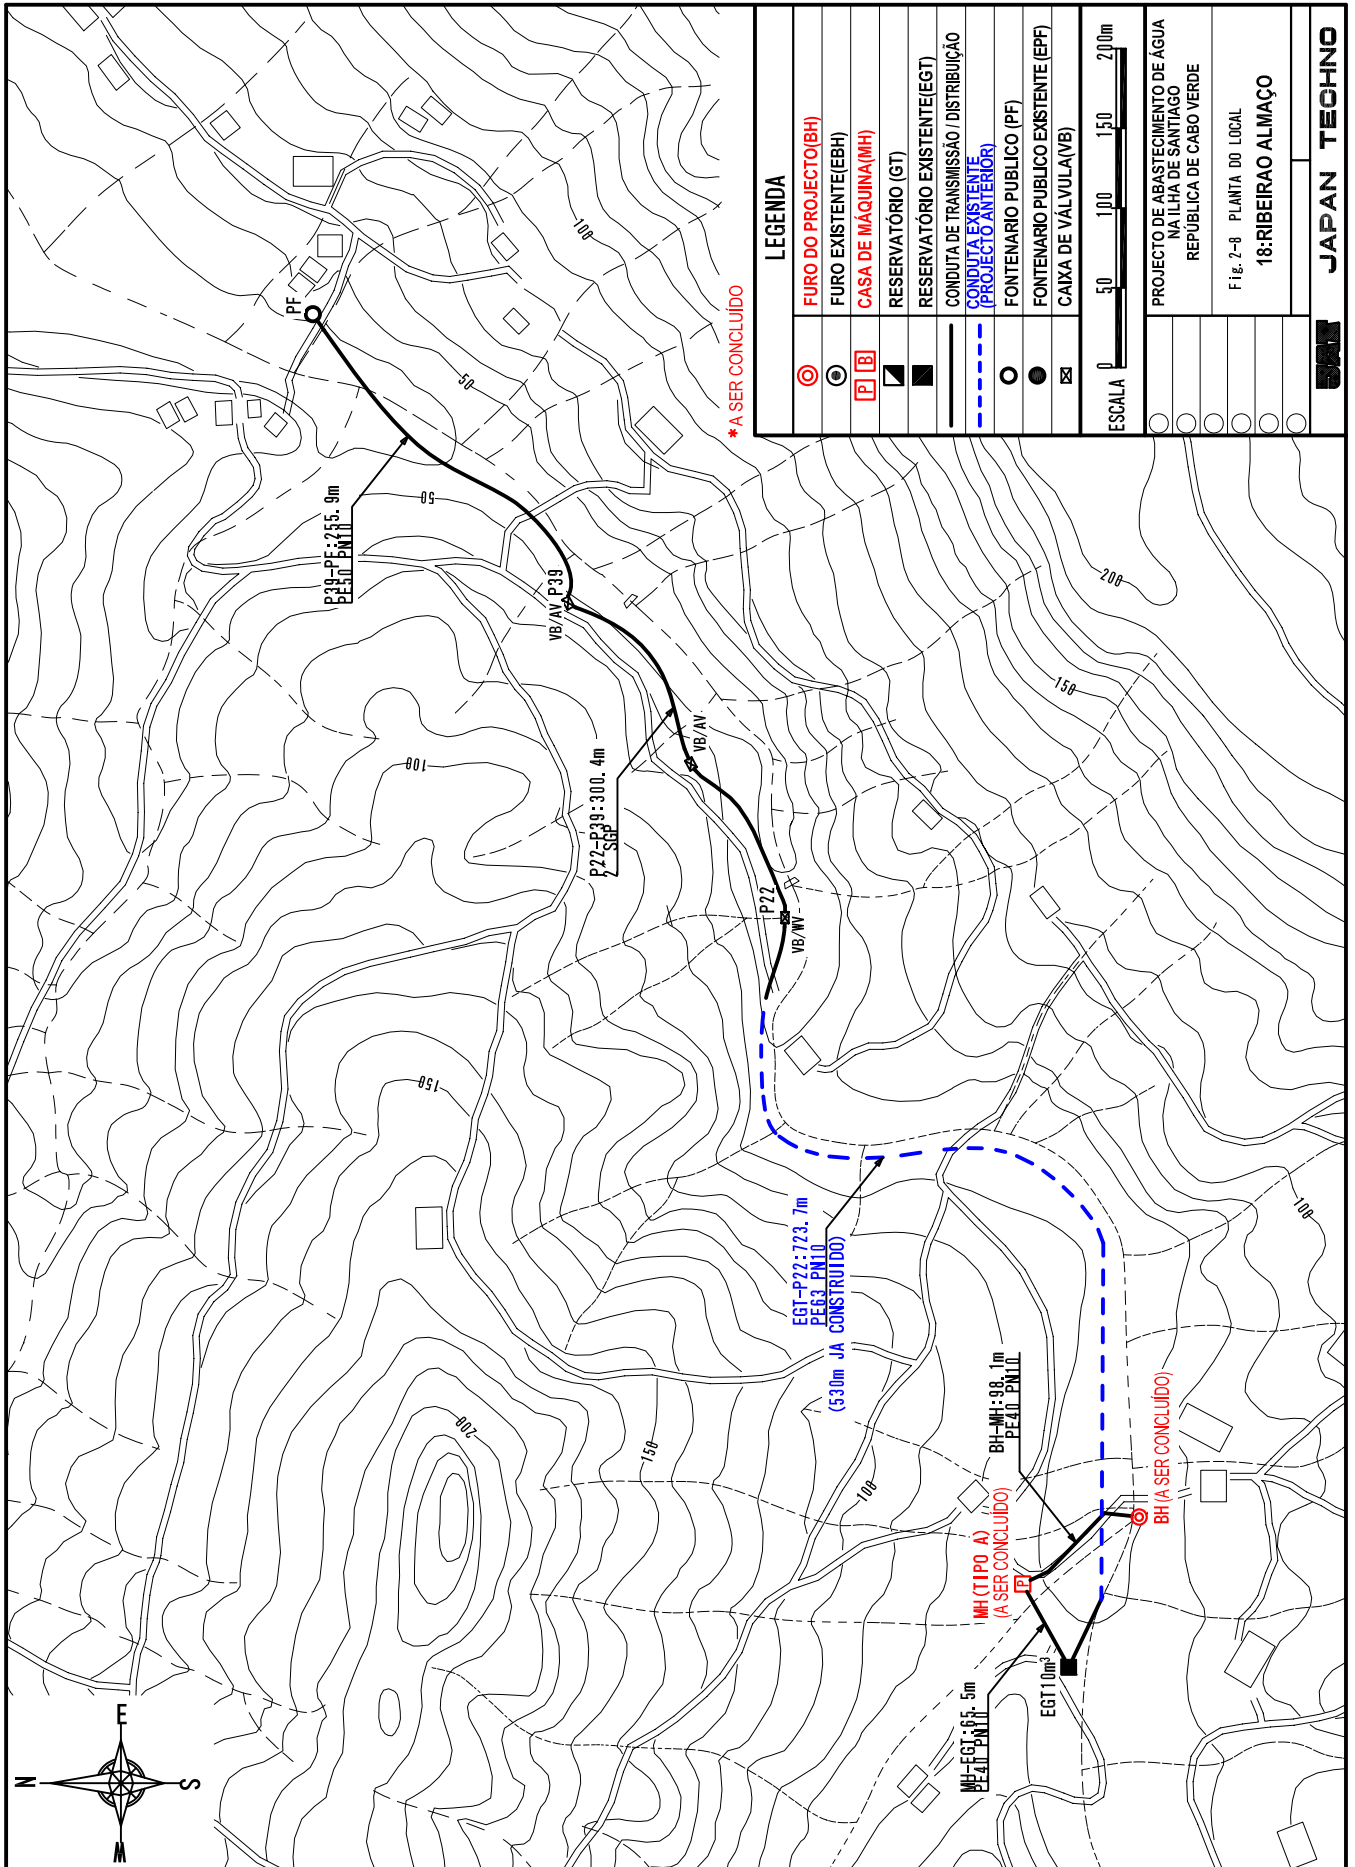 N
E
S
W
PF
P39-PF:255.9m
PE50 PN10
VB/AV P39
P22-P39:300.4m
2" SGP
VB/AV
P22
VB/WV
EGT-P22:723.7m
PE63 PN10
(530m JA CONSTRUIDO)
BH-MH:98.1m
PE40 PN10
MH(TIPO A)
(A SER CONCLUÍDO)
P
BH (A SER CONCLUÍDO)
MH-EGT:65.5m
PE40 PN10
EGT10m³
100
50
50
100
150
200
150
100
200
150
100
* A SER CONCLUÍDO
LEGENDA
FURO DO PROJECTO(BH)
FURO EXISTENTE(EBH)
P B CASA DE MÁQUINA(MH)
RESERVATÓRIO (GT)
RESERVATÓRIO EXISTENTE(EGT)
CONDUTA DE TRANSMISSÃO / DISTRIBUIÇÃO
CONDUTA EXISTENTE
(PROJECTO ANTERIOR)
FONTENARIO PUBLICO (PF)
FONTENARIO PUBLICO EXISTENTE (EPF)
CAIXA DE VÁLVULA(VB)
ESCALA 0 50 100 150 200m
PROJECTO DE ABASTECIMENTO DE ÁGUA
NA ILHA DE SANTIAGO
REPÚBLICA DE CABO VERDE
Fig. 2-8 PLANTA DO LOCAL
18:RIBEIRAO ALMAÇO
JAPAN TECHNO